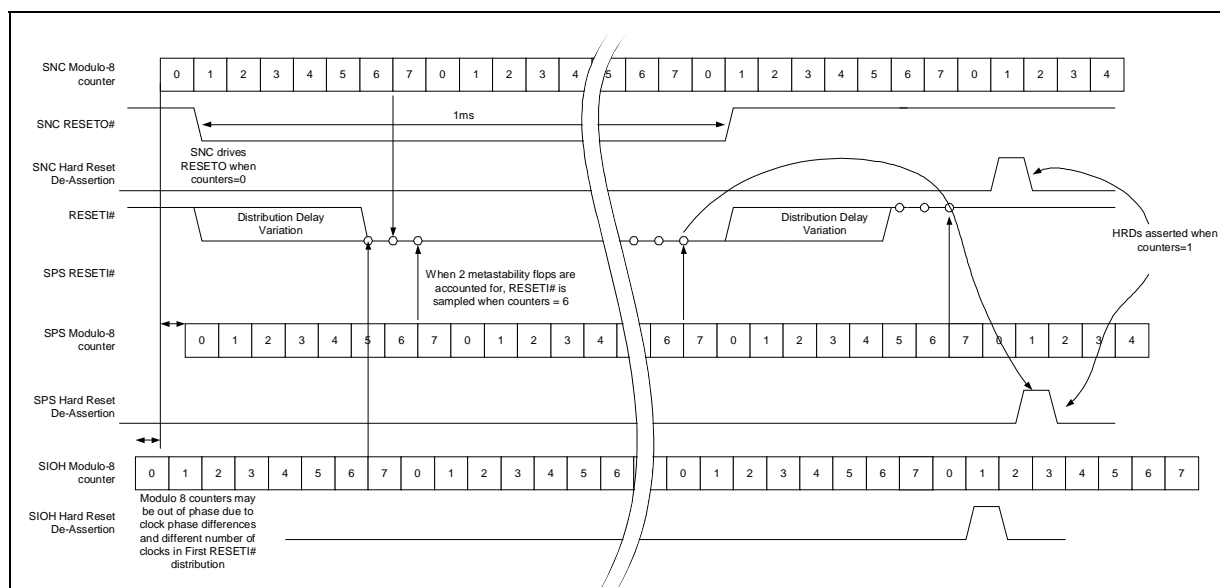 SNC Modulo-8
counter
0 1 2 3 4 5 6 7 0 1 2 3 4 5 6 7 0 1 2 3 4 5 6 7 0 1 2 3 4
SNC RESETO#
1ms
SNC drives
RESETO when
counters=0
SNC Hard Reset
De-Assertion
RESETI#
Distribution Delay
Variation
Distribution Delay
Variation
HRDs asserted when
counters=1
SPS RESETI#
When 2 metastability flops are
accounted for, RESETI# is
sampled when counters = 6
SPS Modulo-8
counter
0 1 2 3 4 5 6 7 0 1 2 3 4 6 7 0 1 2 3 4 5 6 7 0 1 2 3 4
SPS Hard Reset
De-Assertion
SIOH Modulo-8
counter
0 1 2 3 4 5 6 7 0 1 2 3 4 5 6 0 1 2 3 4 5 6 7 0 1 2 3 4 5 6 7
Modulo 8 counters may
be out of phase due to
clock phase differences
and different number of
clocks in First RESETI#
distribution
SIOH Hard Reset
De-Assertion